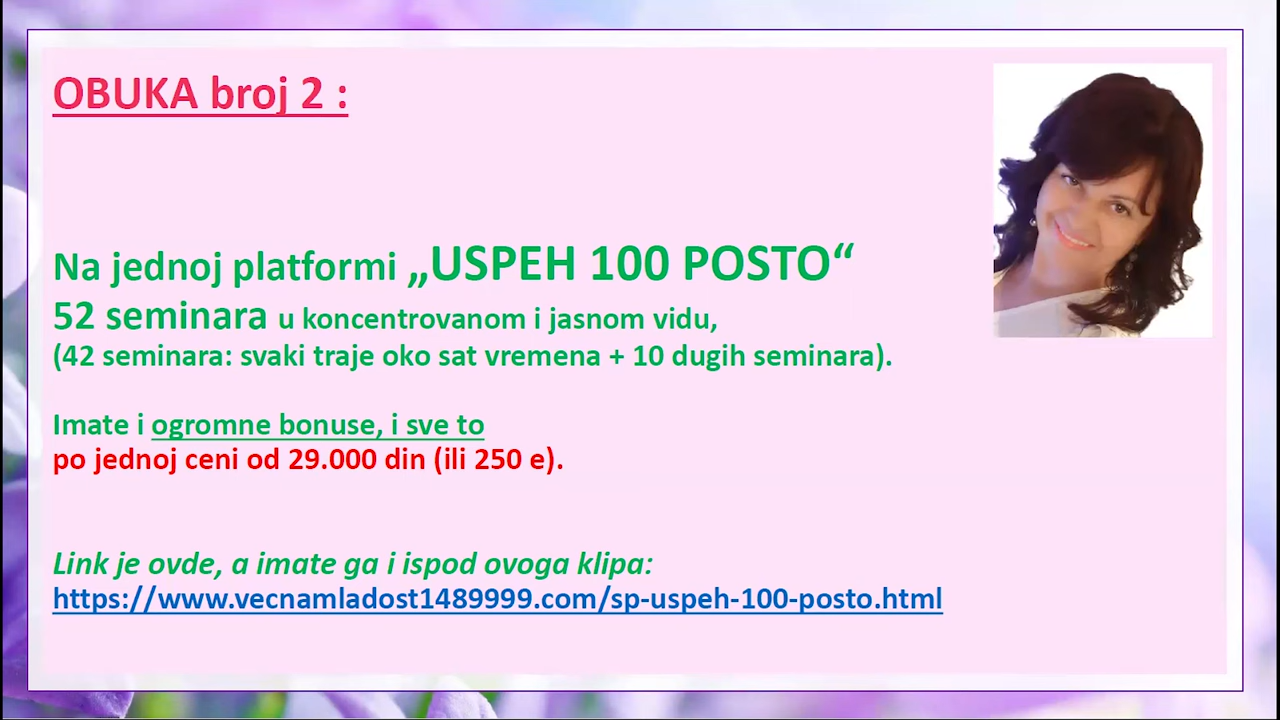 OBUKA broj 2 :
Na jednoj platformi „USPEH 100 POSTO“
52 seminara u koncentrovanom i jasnom vidu,
(42 seminara: svaki traje oko sat vremena + 10 dugih seminara).
Imate i ogromne bonuse, i sve to
po jednoj ceni od 29.000 din (ili 250 e).
Link je ovde, a imate ga i ispod ovoga klipa:
https://www.vecnamladost1489999.com/sp-uspeh-100-posto.html